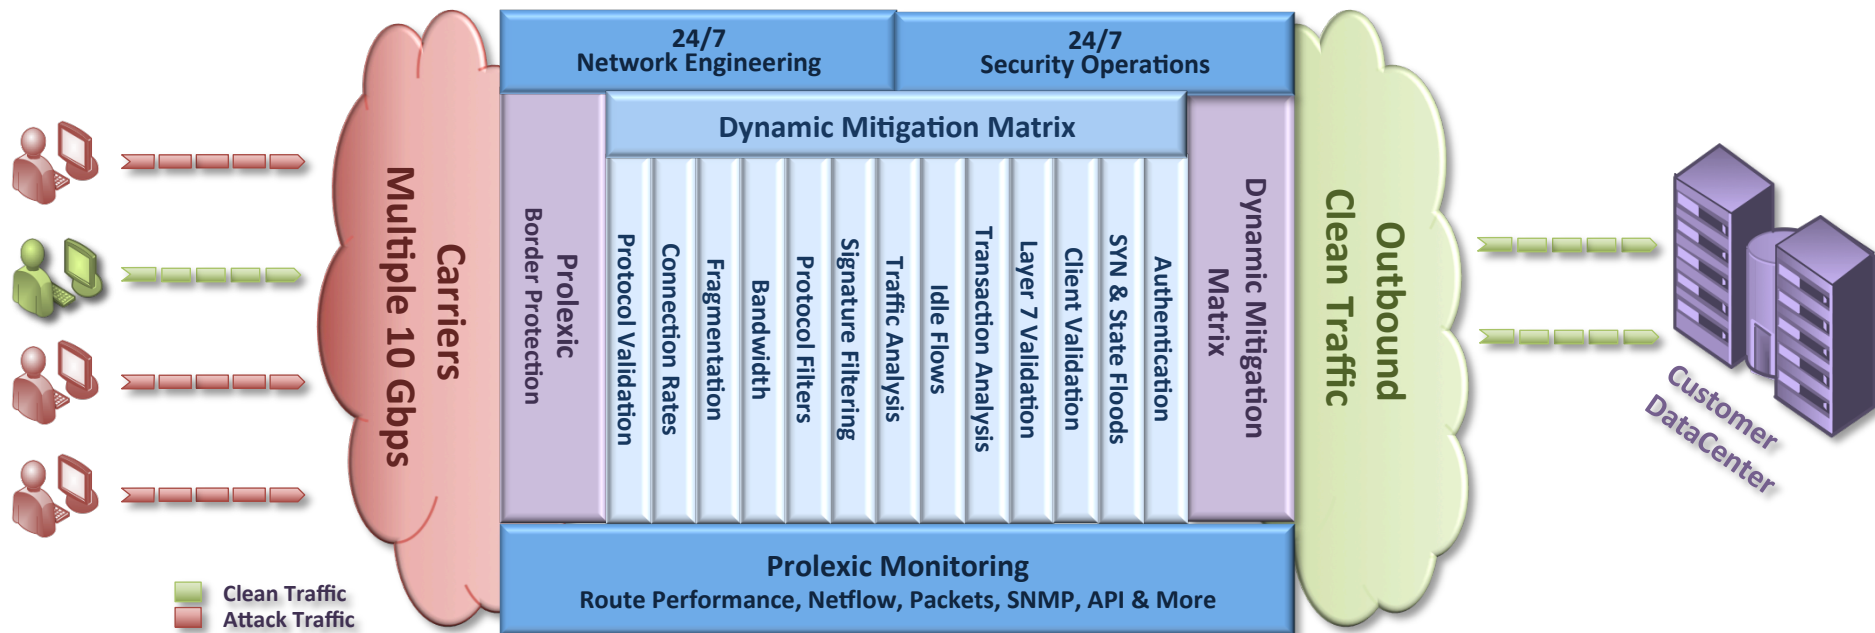 24/7
Network Engineering
24/7
Security Operations
Dynamic Mitigation Matrix
Carriers
Multiple 10 Gbps
Prolexic
Border Protection
Protocol Validation
Connection Rates
Fragmentation
Bandwidth
Protocol Filters
Signature Filtering
Traffic Analysis
Idle Flows
Transaction Analysis
Layer 7 Validation
Client Validation
SYN & State Floods
Authentication
Dynamic Mitigation
Matrix
Outbound
Clean Traffic
Customer
DataCenter
Prolexic Monitoring
Route Performance, Netflow, Packets, SNMP, API & More
Clean Traffic
Attack Traffic